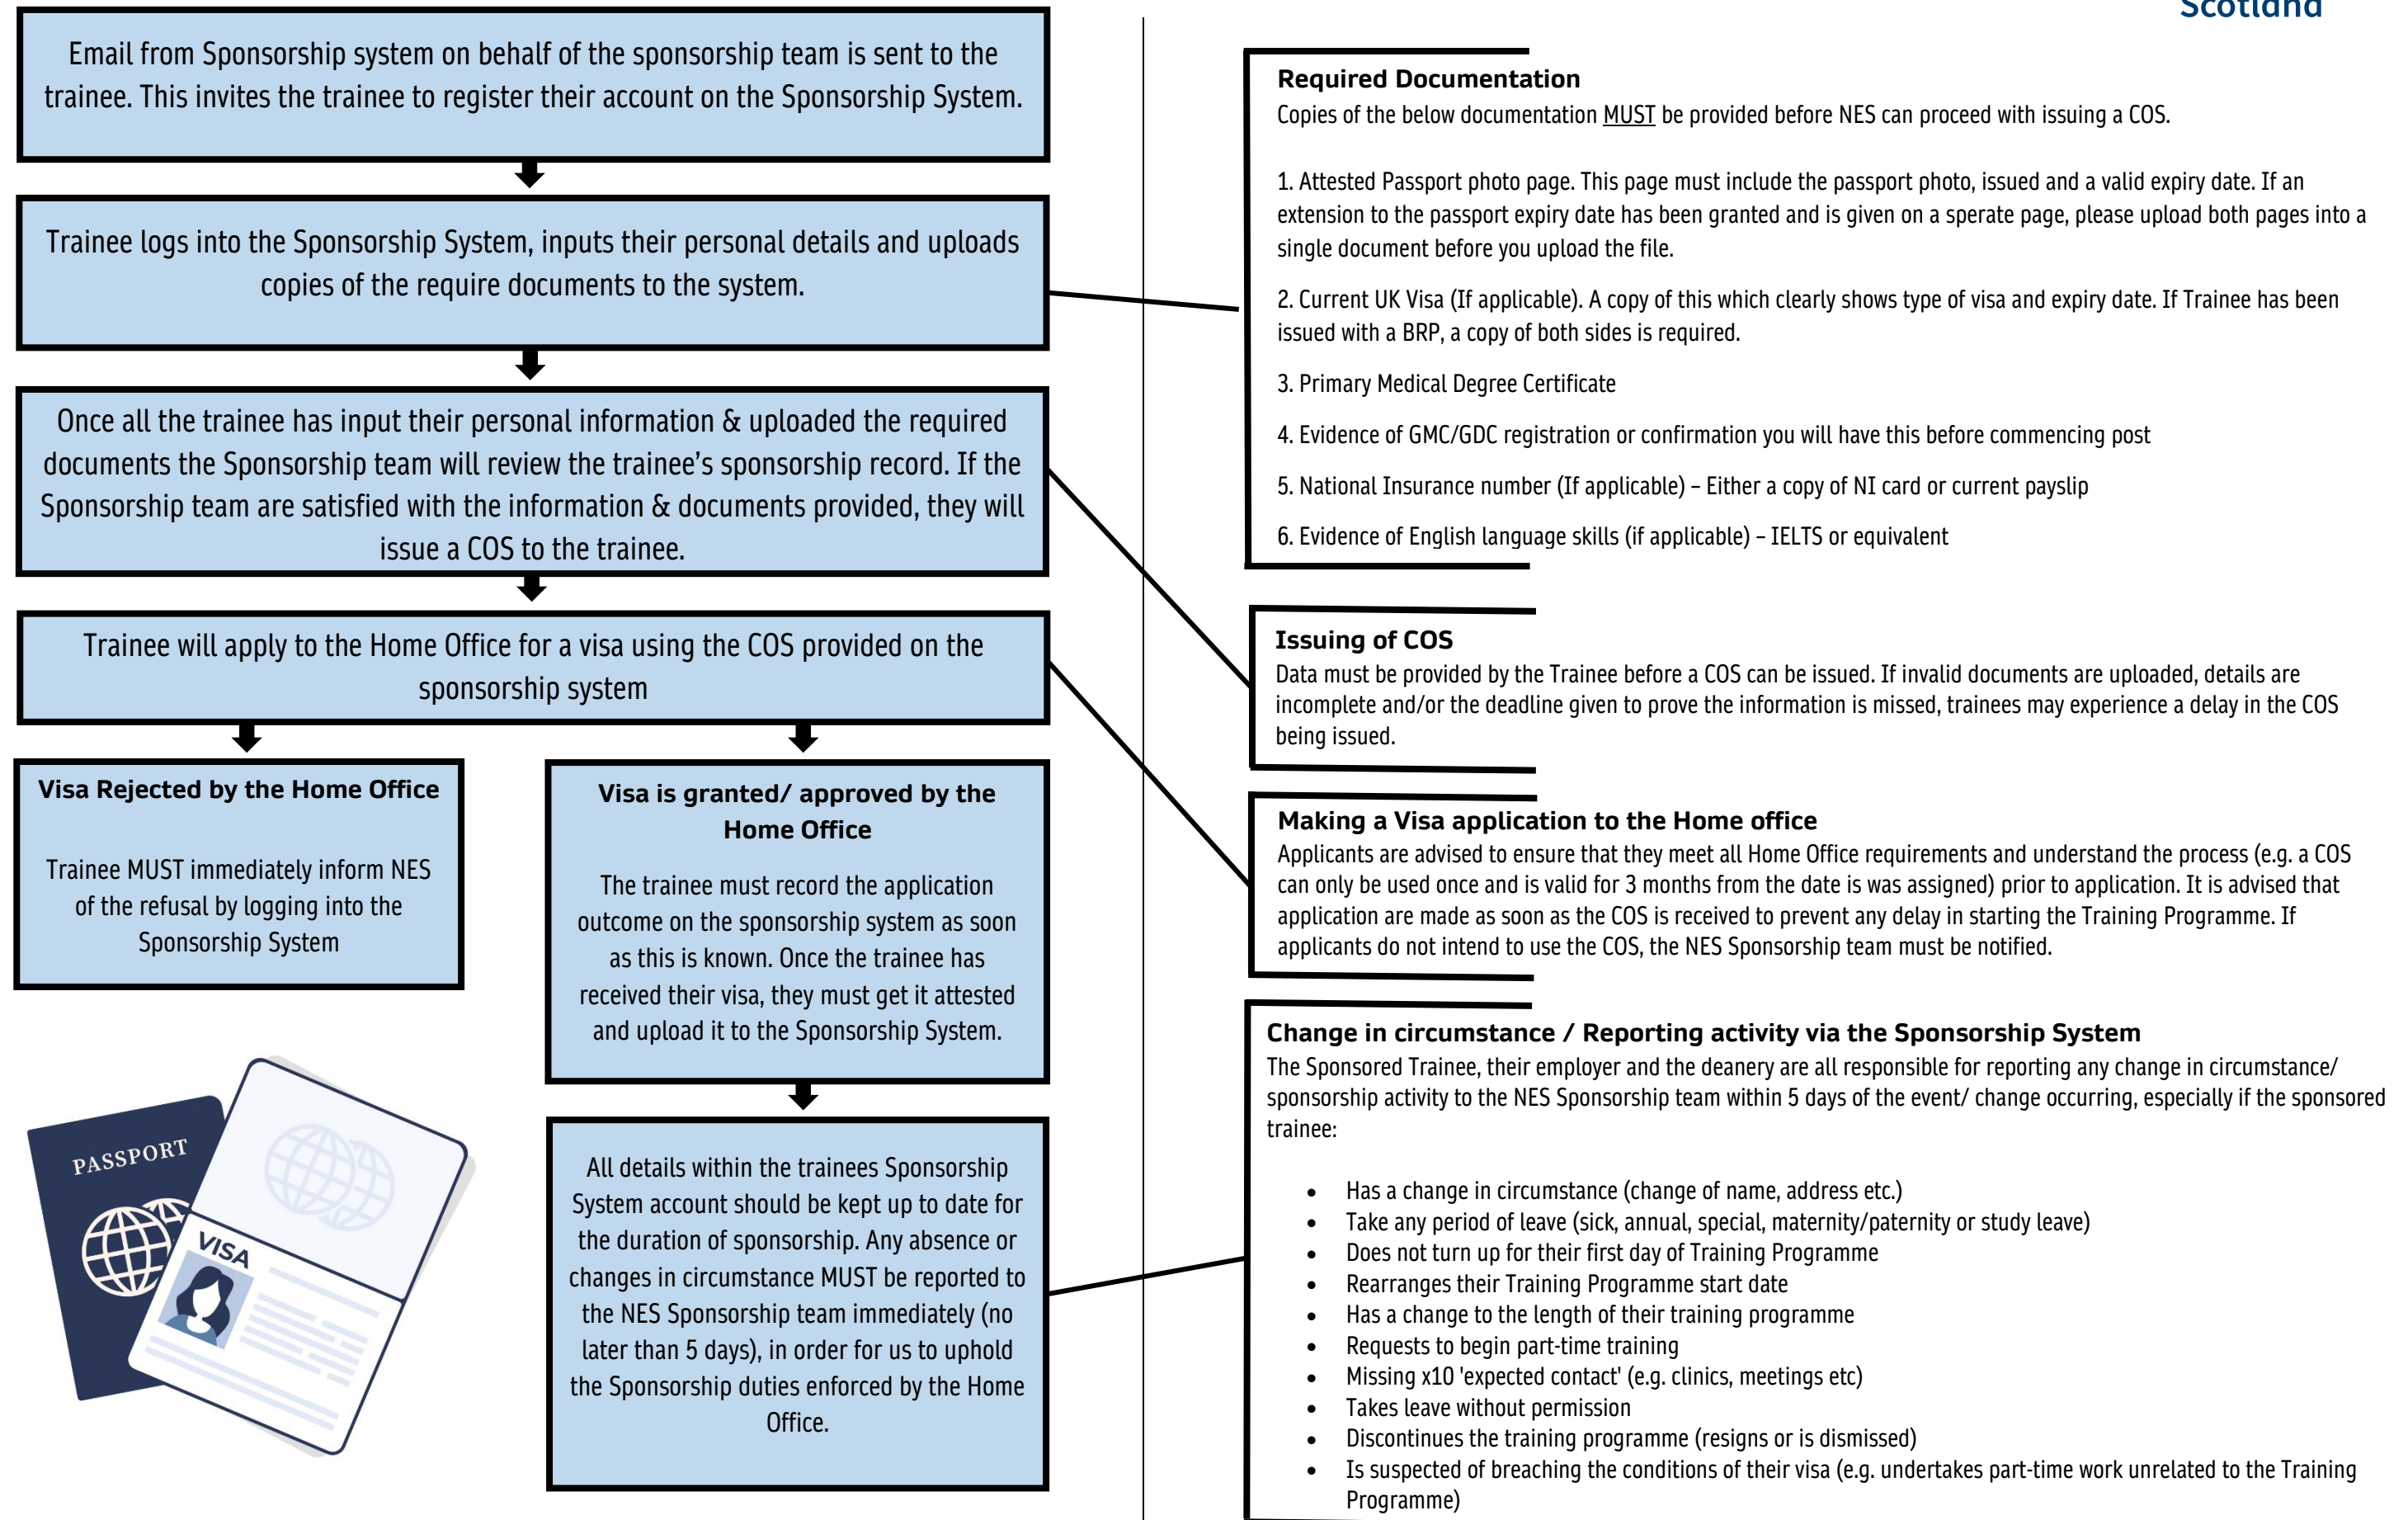 Scotland
Email from Sponsorship system on behalf of the sponsorship team is sent to the
trainee. This invites the trainee to register their account on the Sponsorship System.
Trainee logs into the Sponsorship System, inputs their personal details and uploads
copies of the require documents to the system.
Once all the trainee has input their personal information & uploaded the required
documents the Sponsorship team will review the trainee’s sponsorship record. If the
Sponsorship team are satisfied with the information & documents provided, they will
issue a COS to the trainee.
Trainee will apply to the Home Office for a visa using the COS provided on the
sponsorship system
Visa Rejected by the Home Office
Trainee MUST immediately inform NES
of the refusal by logging into the
Sponsorship System
Visa is granted/ approved by the
Home Office
The trainee must record the application
outcome on the sponsorship system as soon
as this is known. Once the trainee has
received their visa, they must get it attested
and upload it to the Sponsorship System.
All details within the trainees Sponsorship
System account should be kept up to date for
the duration of sponsorship. Any absence or
changes in circumstance MUST be reported to
the NES Sponsorship team immediately (no
later than 5 days), in order for us to uphold
the Sponsorship duties enforced by the Home
Office.
PASSPORT
VISA
Required Documentation
Copies of the below documentation MUST be provided before NES can proceed with issuing a COS.
1. Attested Passport photo page. This page must include the passport photo, issued and a valid expiry date. If an
extension to the passport expiry date has been granted and is given on a sperate page, please upload both pages into a
single document before you upload the file.
2. Current UK Visa (If applicable). A copy of this which clearly shows type of visa and expiry date. If Trainee has been
issued with a BRP, a copy of both sides is required.
3. Primary Medical Degree Certificate
4. Evidence of GMC/GDC registration or confirmation you will have this before commencing post
5. National Insurance number (If applicable) – Either a copy of NI card or current payslip
6. Evidence of English language skills (if applicable) – IELTS or equivalent
Issuing of COS
Data must be provided by the Trainee before a COS can be issued. If invalid documents are uploaded, details are
incomplete and/or the deadline given to prove the information is missed, trainees may experience a delay in the COS
being issued.
Making a Visa application to the Home office
Applicants are advised to ensure that they meet all Home Office requirements and understand the process (e.g. a COS
can only be used once and is valid for 3 months from the date is was assigned) prior to application. It is advised that
application are made as soon as the COS is received to prevent any delay in starting the Training Programme. If
applicants do not intend to use the COS, the NES Sponsorship team must be notified.
Change in circumstance / Reporting activity via the Sponsorship System
The Sponsored Trainee, their employer and the deanery are all responsible for reporting any change in circumstance/
sponsorship activity to the NES Sponsorship team within 5 days of the event/ change occurring, especially if the sponsored
trainee:
• Has a change in circumstance (change of name, address etc.)
• Take any period of leave (sick, annual, special, maternity/paternity or study leave)
• Does not turn up for their first day of Training Programme
• Rearranges their Training Programme start date
• Has a change to the length of their training programme
• Requests to begin part-time training
• Missing x10 'expected contact' (e.g. clinics, meetings etc)
• Takes leave without permission
• Discontinues the training programme (resigns or is dismissed)
• Is suspected of breaching the conditions of their visa (e.g. undertakes part-time work unrelated to the Training
Programme)